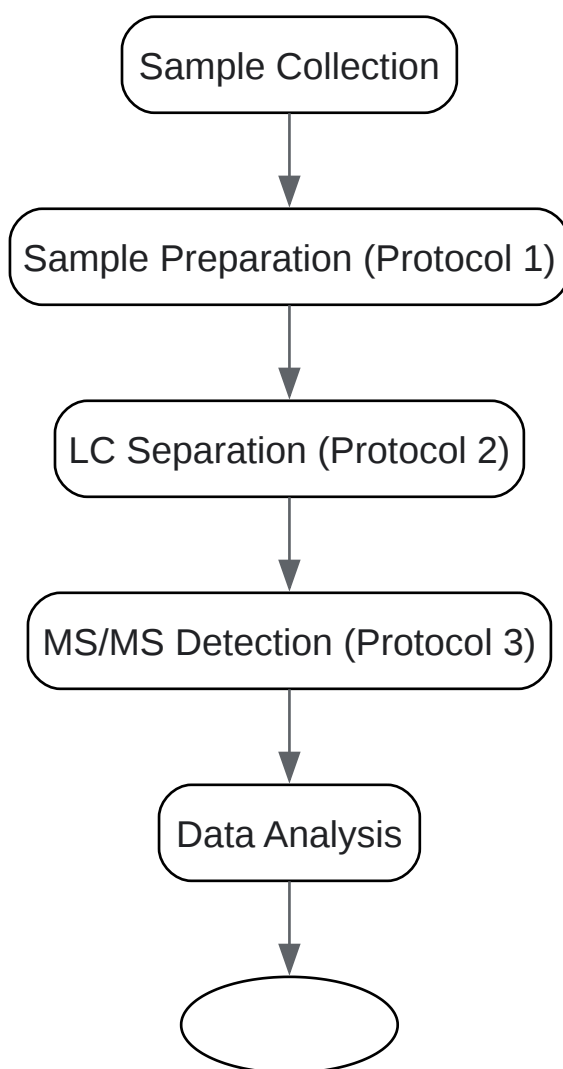 Sample Collection
Sample Preparation (Protocol 1)
LC Separation (Protocol 2)
MS/MS Detection (Protocol 3)
Data Analysis